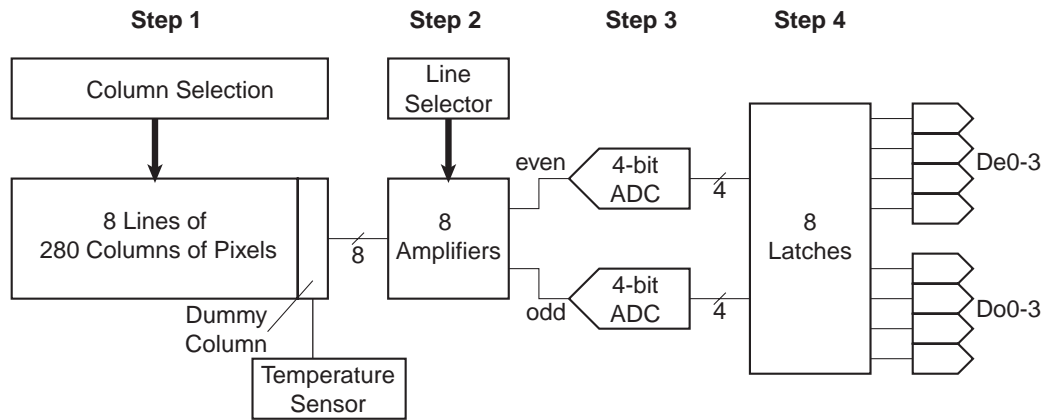 Step 1
Step 2
Step 3
Step 4
Column Selection
Line
Selector
8 Lines of
280 Columns of Pixels
Dummy
Column
Temperature
Sensor
8
8
Amplifiers
even
odd
4-bit
ADC
4
4-bit
ADC
4
8
Latches
De0-3
Do0-3